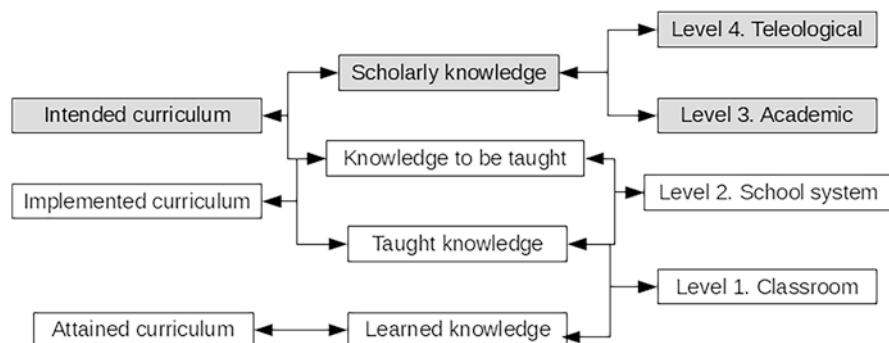 Level 4. Teleological
Scholarly knowledge
Intended curriculum
Level 3. Academic
Knowledge to be taught
Implemented curriculum
Level 2. School system
Taught knowledge
Level 1. Classroom
Attained curriculum
Learned knowledge